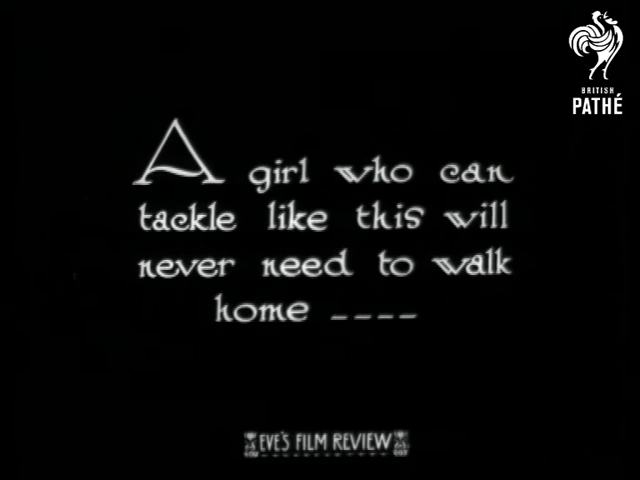 BRITISH
PATHÉ
A girl who can
tackle like this will
never need to walk
home ----
EVE'S FILM REVIEW